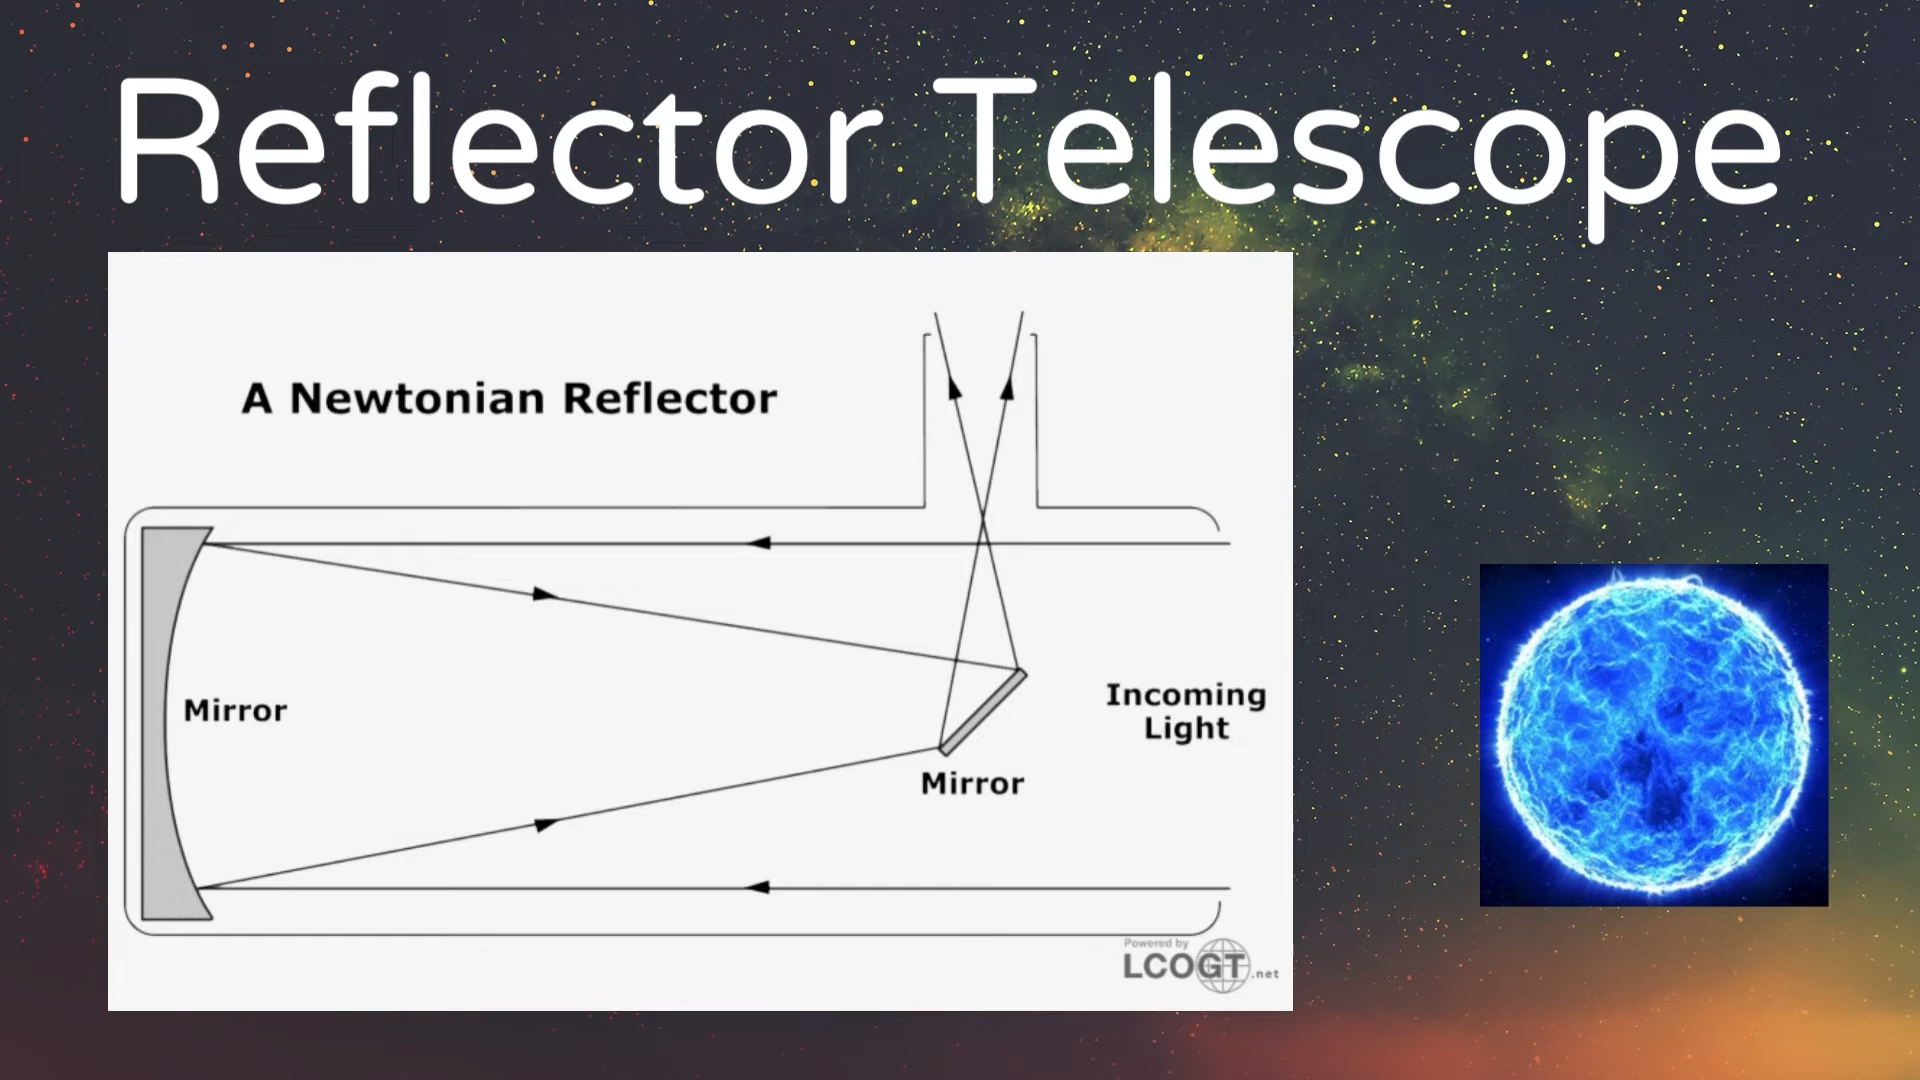 Reflector Telescope
A Newtonian Reflector
Mirror
Incoming
Light
Mirror
Powered by
LCOGT.net